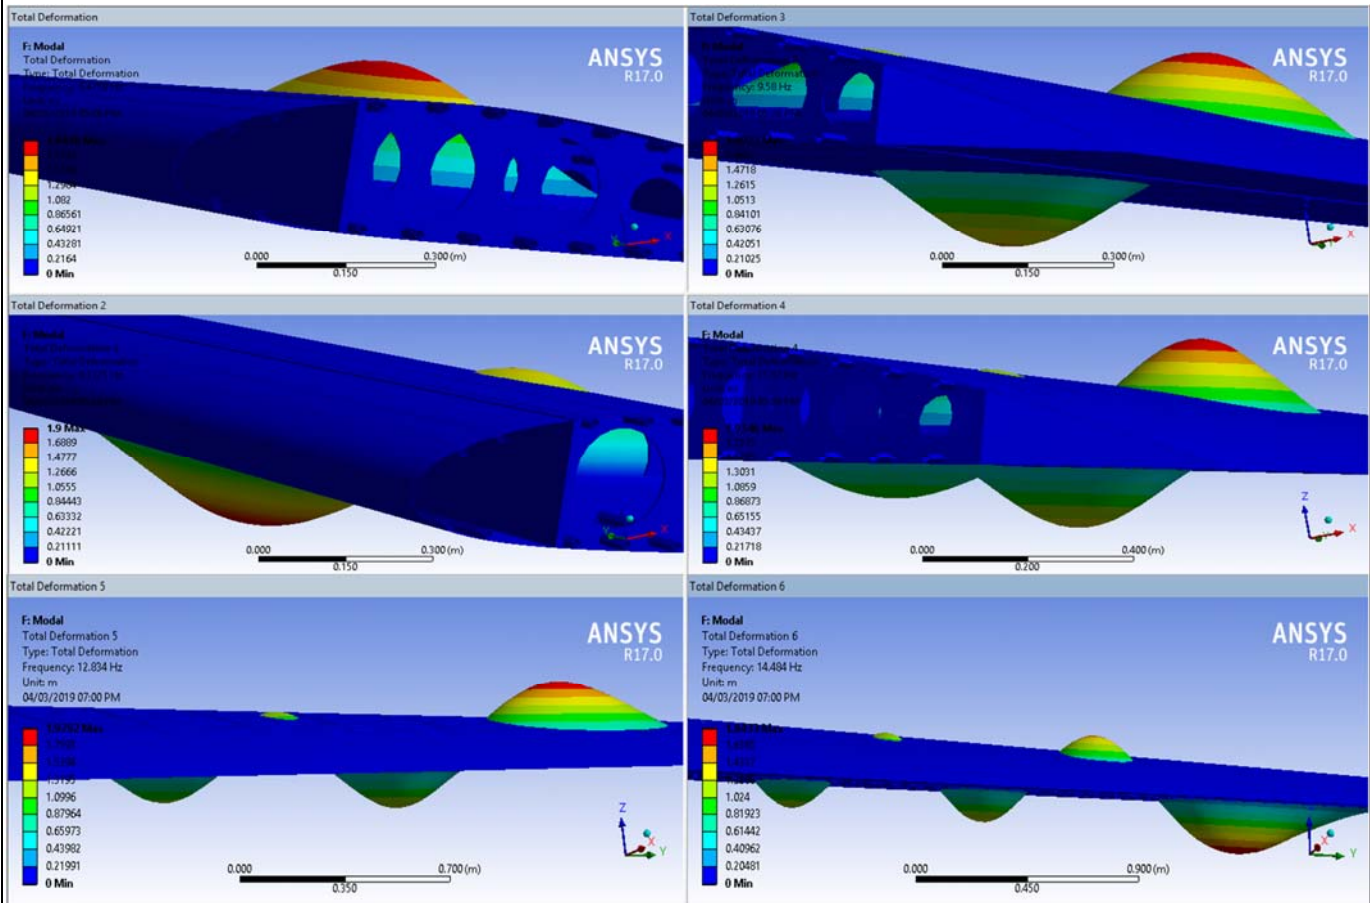 Total Deformation
F: Modal
Total Deformation
Type: Total Deformation
Unit: m
ANSYS
R17.0
1.082
0.86561
0.64921
0.43281
0.2164
0 Min
0.000
0.300 (m)
0.150
X
Total Deformation 3
F: Modal
9.58 Hz
ANSYS
R17.0
1.4718
1.2615
1.0513
0.84101
0.63076
0.42051
0.21025
0 Min
0.000
0.300 (m)
0.150
X
Total Deformation 2
F: Modal
ANSYS
R17.0
1.9 Max
1.6889
1.4777
1.2666
1.0555
0.84443
0.63332
0.42221
0.21111
0 Min
0.000
0.300 (m)
0.150
X
Total Deformation 4
F: Modal
ANSYS
R17.0
1.3031
1.0859
0.86873
0.65155
0.43437
0.21718
0 Min
0.000
0.400 (m)
0.200
Z
X
Total Deformation 5
F: Modal
Total Deformation 5
Type: Total Deformation
Frequency: 12.834 Hz
Unit: m
04/03/2019 07:00 PM
ANSYS
R17.0
1.0996
0.87964
0.65973
0.43982
0.21991
0 Min
0.000
0.700 (m)
0.350
Z
X
Y
Total Deformation 6
F: Modal
Total Deformation 6
Type: Total Deformation
Frequency: 14.484 Hz
Unit: m
04/03/2019 07:00 PM
ANSYS
R17.0
1.024
0.81923
0.61442
0.40962
0.20481
0 Min
0.000
0.900 (m)
0.450
Y